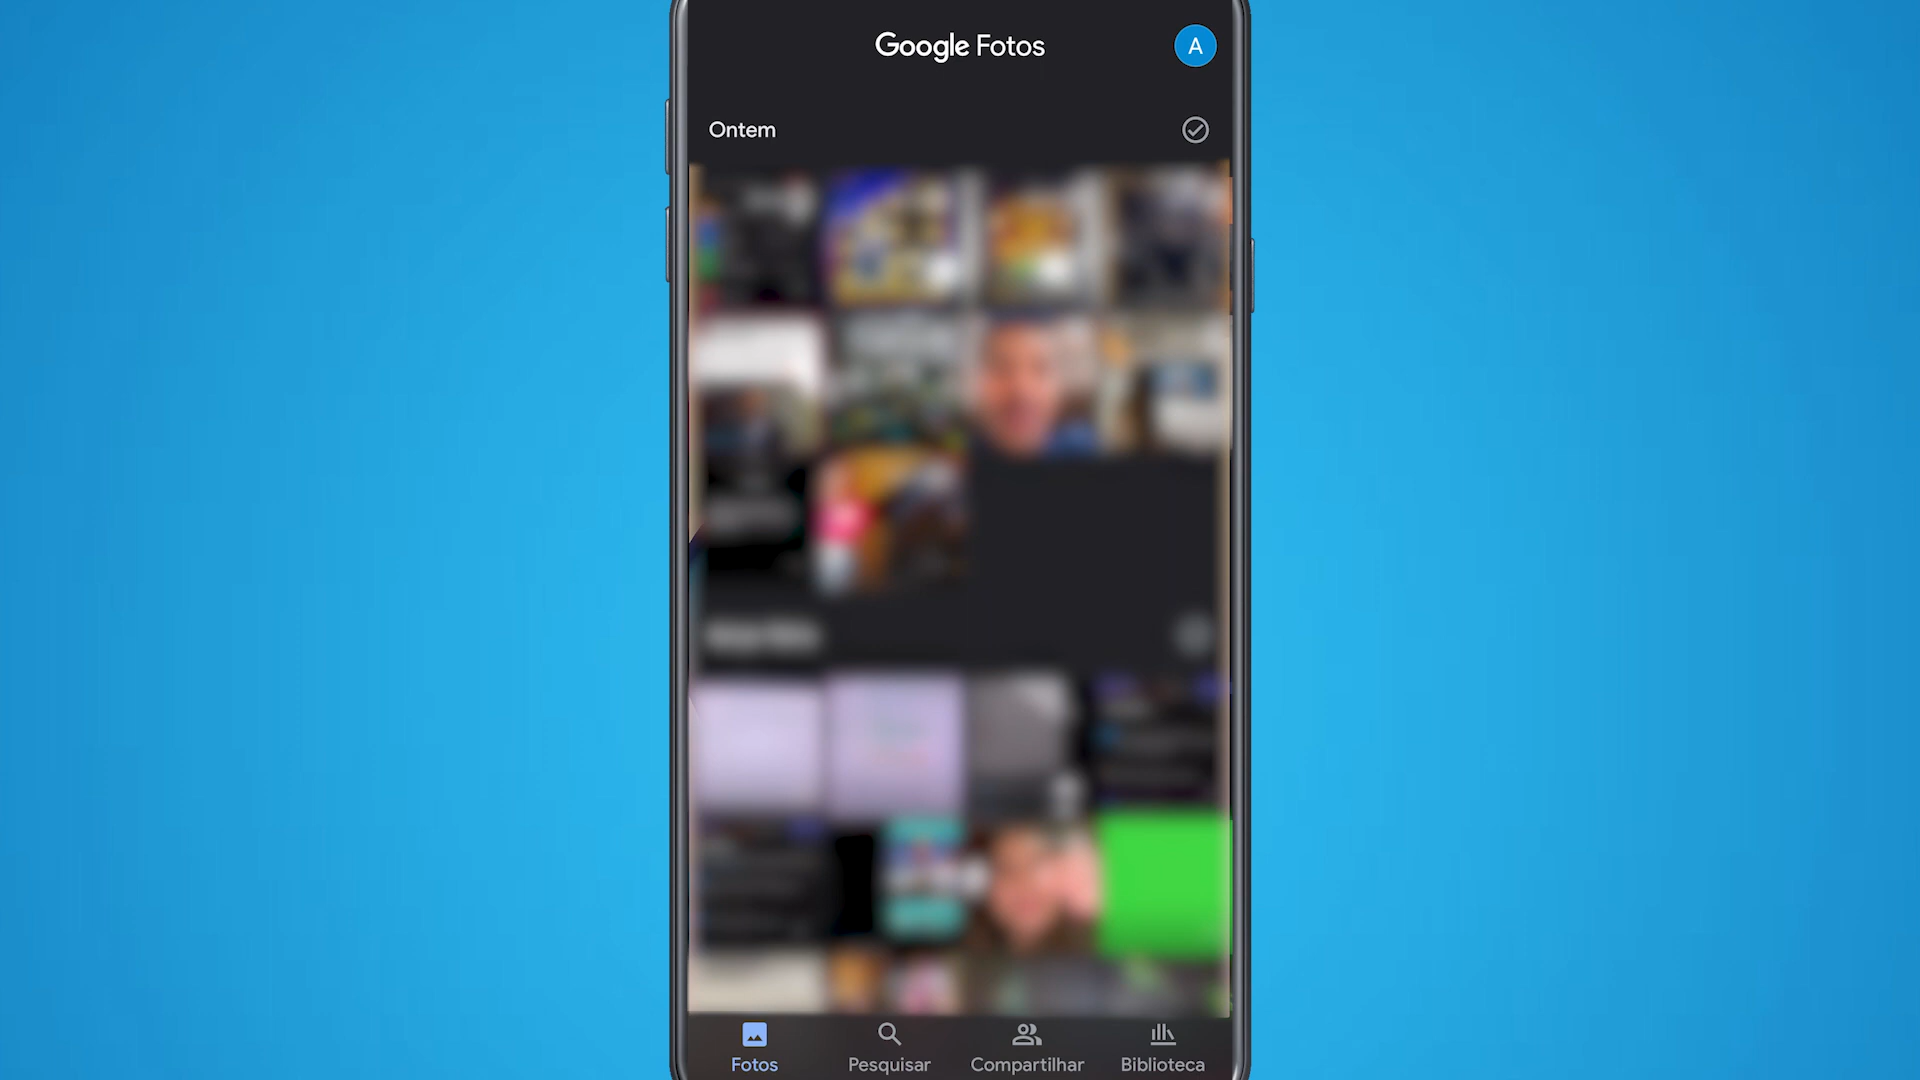 Google Fotos
A
Ontem
Fotos
Pesquisar
Compartilhar
Biblioteca